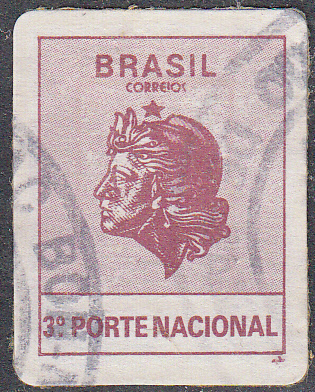 BRASIL
CORREIOS
3º PORTE NACIONAL